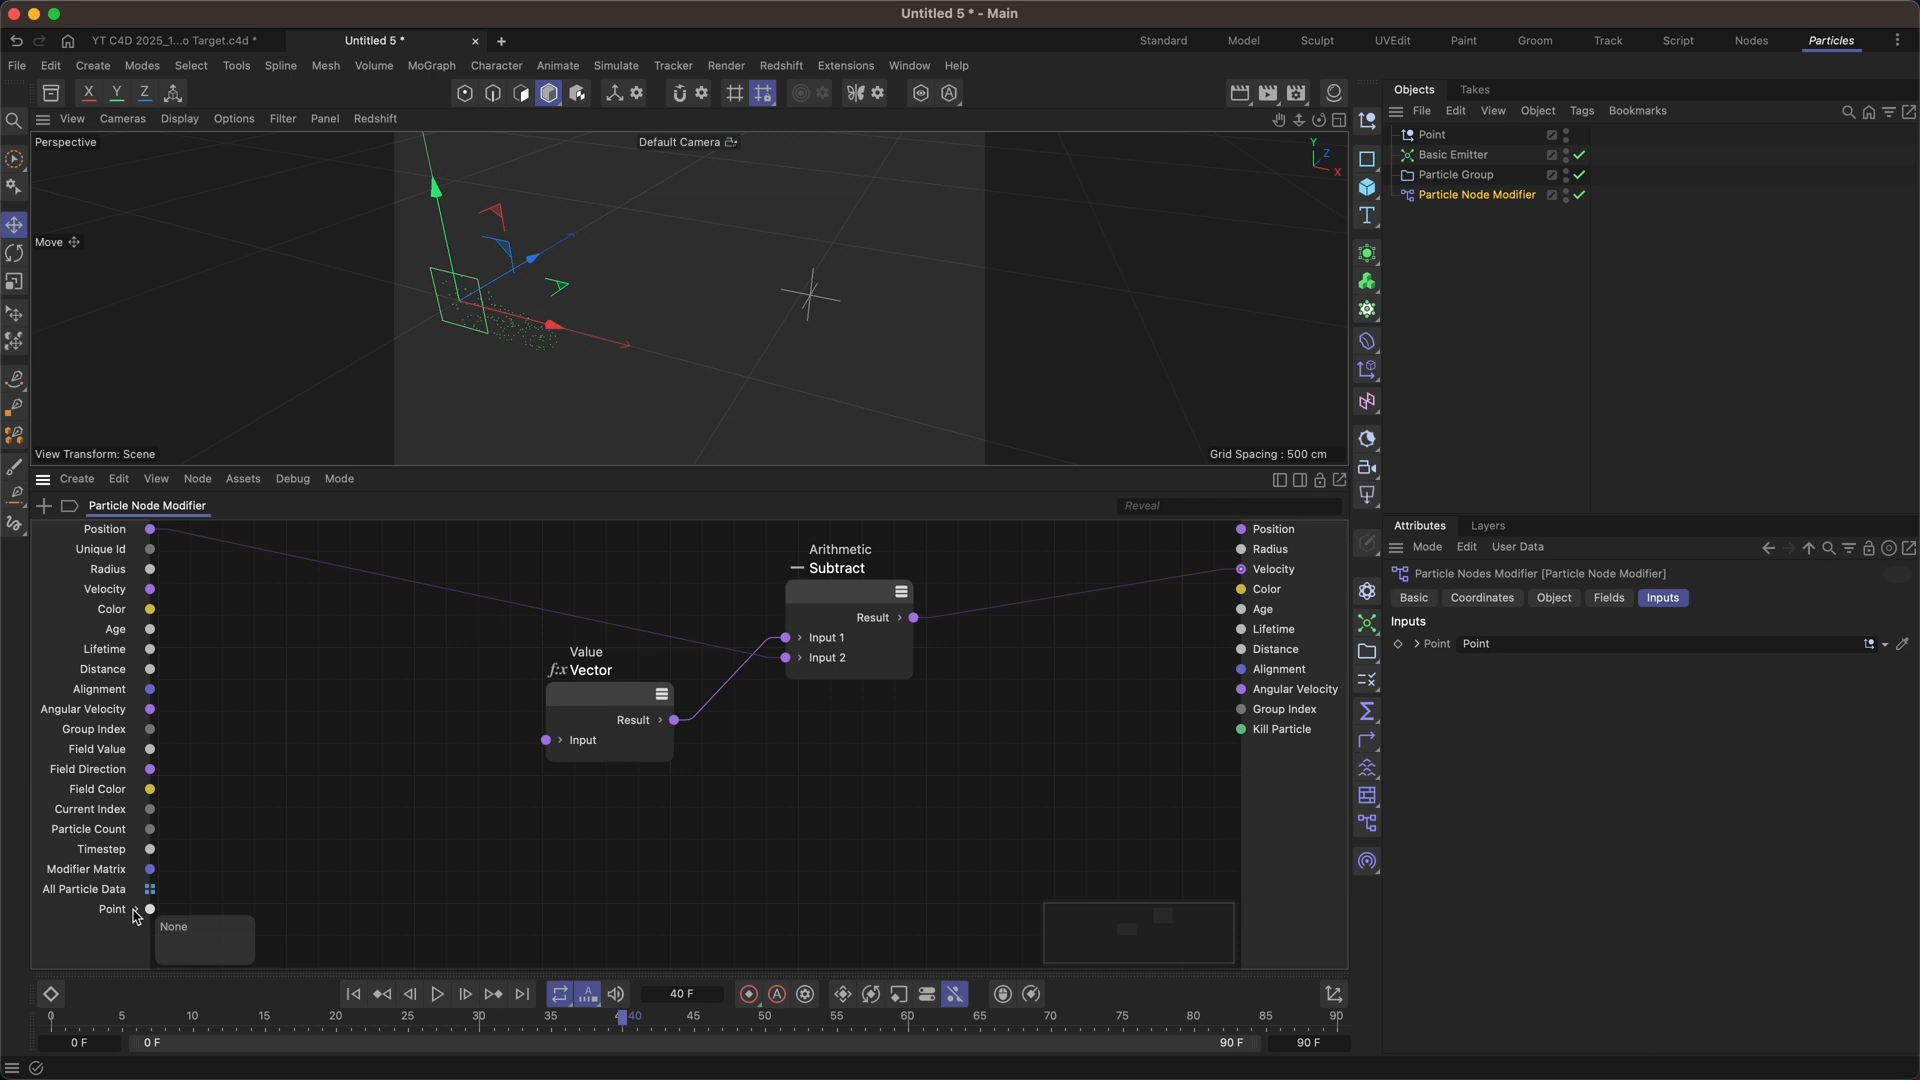 Untitled 5 * - Main
YT C4D 2025_1...o Target.c4d *
Untitled 5 *
Standard
Model
Sculpt
UVEdit
Paint
Groom
Track
Script
Nodes
Particles
File Edit Create Modes Select Tools Spline Mesh Volume MoGraph Character Animate Simulate Tracker Render Redshift Extensions Window Help
X Y Z
Objects Takes
View Cameras Display Options Filter Panel Redshift
File Edit View Object Tags Bookmarks
Perspective
Default Camera
Y
Z
X
Point
Basic Emitter
Particle Group
Particle Node Modifier
Move
View Transform: Scene
Grid Spacing : 500 cm
Create Edit View Node Assets Debug Mode
Particle Node Modifier
Reveal
Position
Unique Id
Radius
Velocity
Color
Age
Lifetime
Distance
Alignment
Angular Velocity
Group Index
Field Value
Field Direction
Field Color
Current Index
Particle Count
Timestep
Modifier Matrix
All Particle Data
Point
None
Value
f:x Vector
Result
Input
Arithmetic
Subtract
Result
Input 1
Input 2
Position
Radius
Velocity
Color
Age
Lifetime
Distance
Alignment
Angular Velocity
Group Index
Kill Particle
Attributes Layers
Mode Edit User Data
Particle Nodes Modifier [Particle Node Modifier]
Basic Coordinates Object Fields Inputs
Inputs
Point Point
40 F
0 5 10 15 20 25 30 35 40 45 50 55 60 65 70 75 80 85 90
0 F 0 F 90 F 90 F